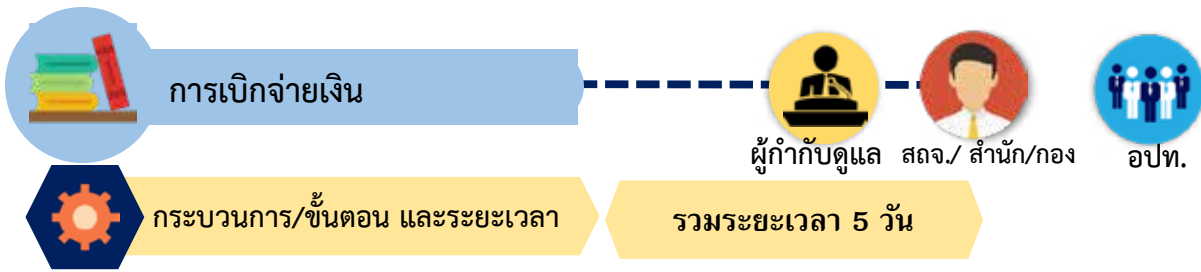 การเบิกจ่ายเงิน
ผู้กำกับดูแล สถจ./ สำนัก/กอง อปท.
กระบวนการ/ขั้นตอน และระยะเวลา รวมระยะเวลา 5 วัน